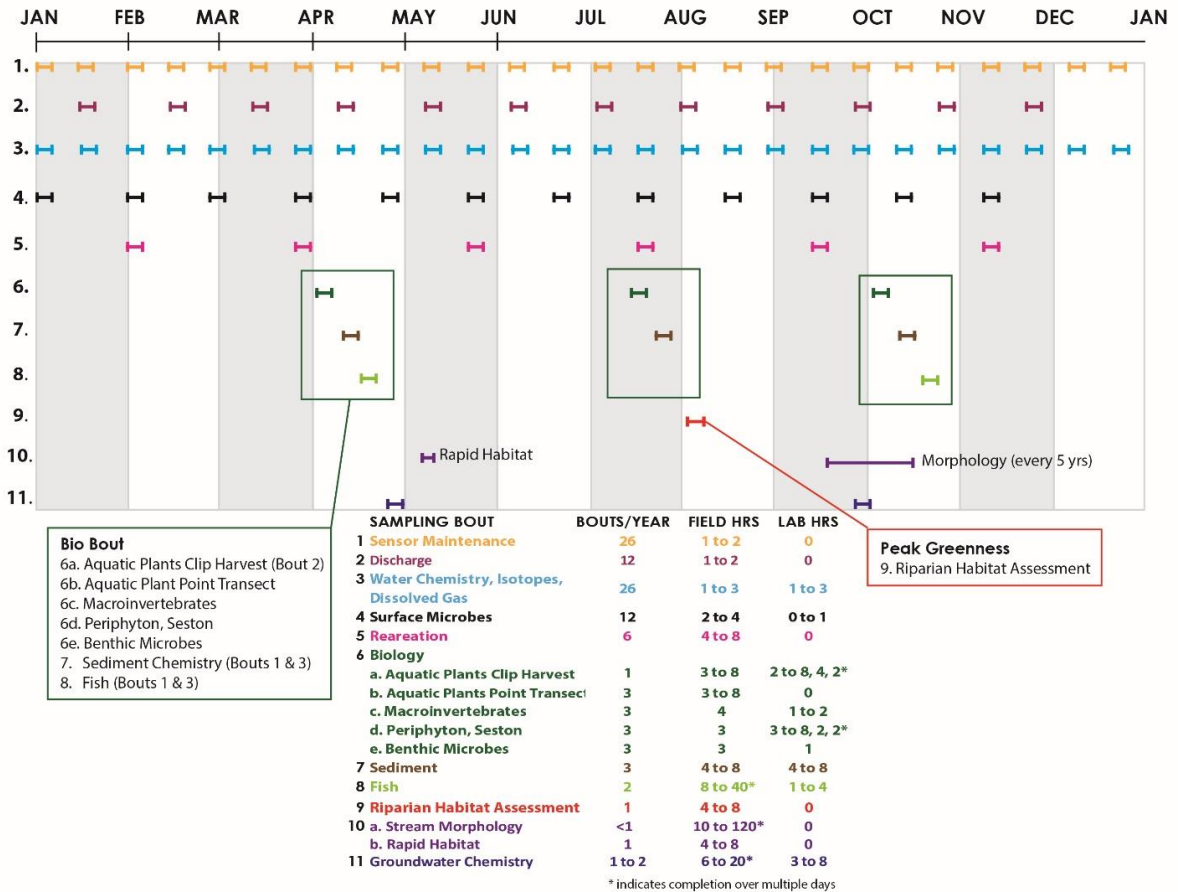 JAN FEB MAR APR MAY JUN JUL AUG SEP OCT NOV DEC JAN
1.
2.
3.
4.
5.
6.
7.
8.
9.
10. Rapid Habitat Morphology (every 5 yrs)
11.
Bio Bout
6a. Aquatic Plants Clip Harvest (Bout 2)
6b. Aquatic Plant Point Transect
6c. Macroinvertebrates
6d. Periphyton, Seston
6e. Benthic Microbes
7. Sediment Chemistry (Bouts 1 & 3)
8. Fish (Bouts 1 & 3)
SAMPLING BOUT BOUTS/YEAR FIELD HRS LAB HRS
1 Sensor Maintenance 26 1 to 2 0
2 Discharge 12 1 to 2 0
3 Water Chemistry, Isotopes,
Dissolved Gas 26 1 to 3 1 to 3
4 Surface Microbes 12 2 to 4 0 to 1
5 Rearation 6 4 to 8 0
6 Biology
a. Aquatic Plants Clip Harvest 1 3 to 8 2 to 8, 4, 2*
b. Aquatic Plants Point Transect 3 3 to 8 0
c. Macroinvertebrates 3 4 1 to 2
d. Periphyton, Seston 3 3 3 to 8, 2, 2*
e. Benthic Microbes 3 3 1
7 Sediment 3 4 to 8 4 to 8
8 Fish 2 8 to 40* 1 to 4
9 Riparian Habitat Assessment 1 4 to 8 0
10 a. Stream Morphology <1 10 to 120* 0
b. Rapid Habitat 1 4 to 8 0
11 Groundwater Chemistry 1 to 2 6 to 20* 3 to 8
* indicates completion over multiple days
Peak Greenness
9. Riparian Habitat Assessment